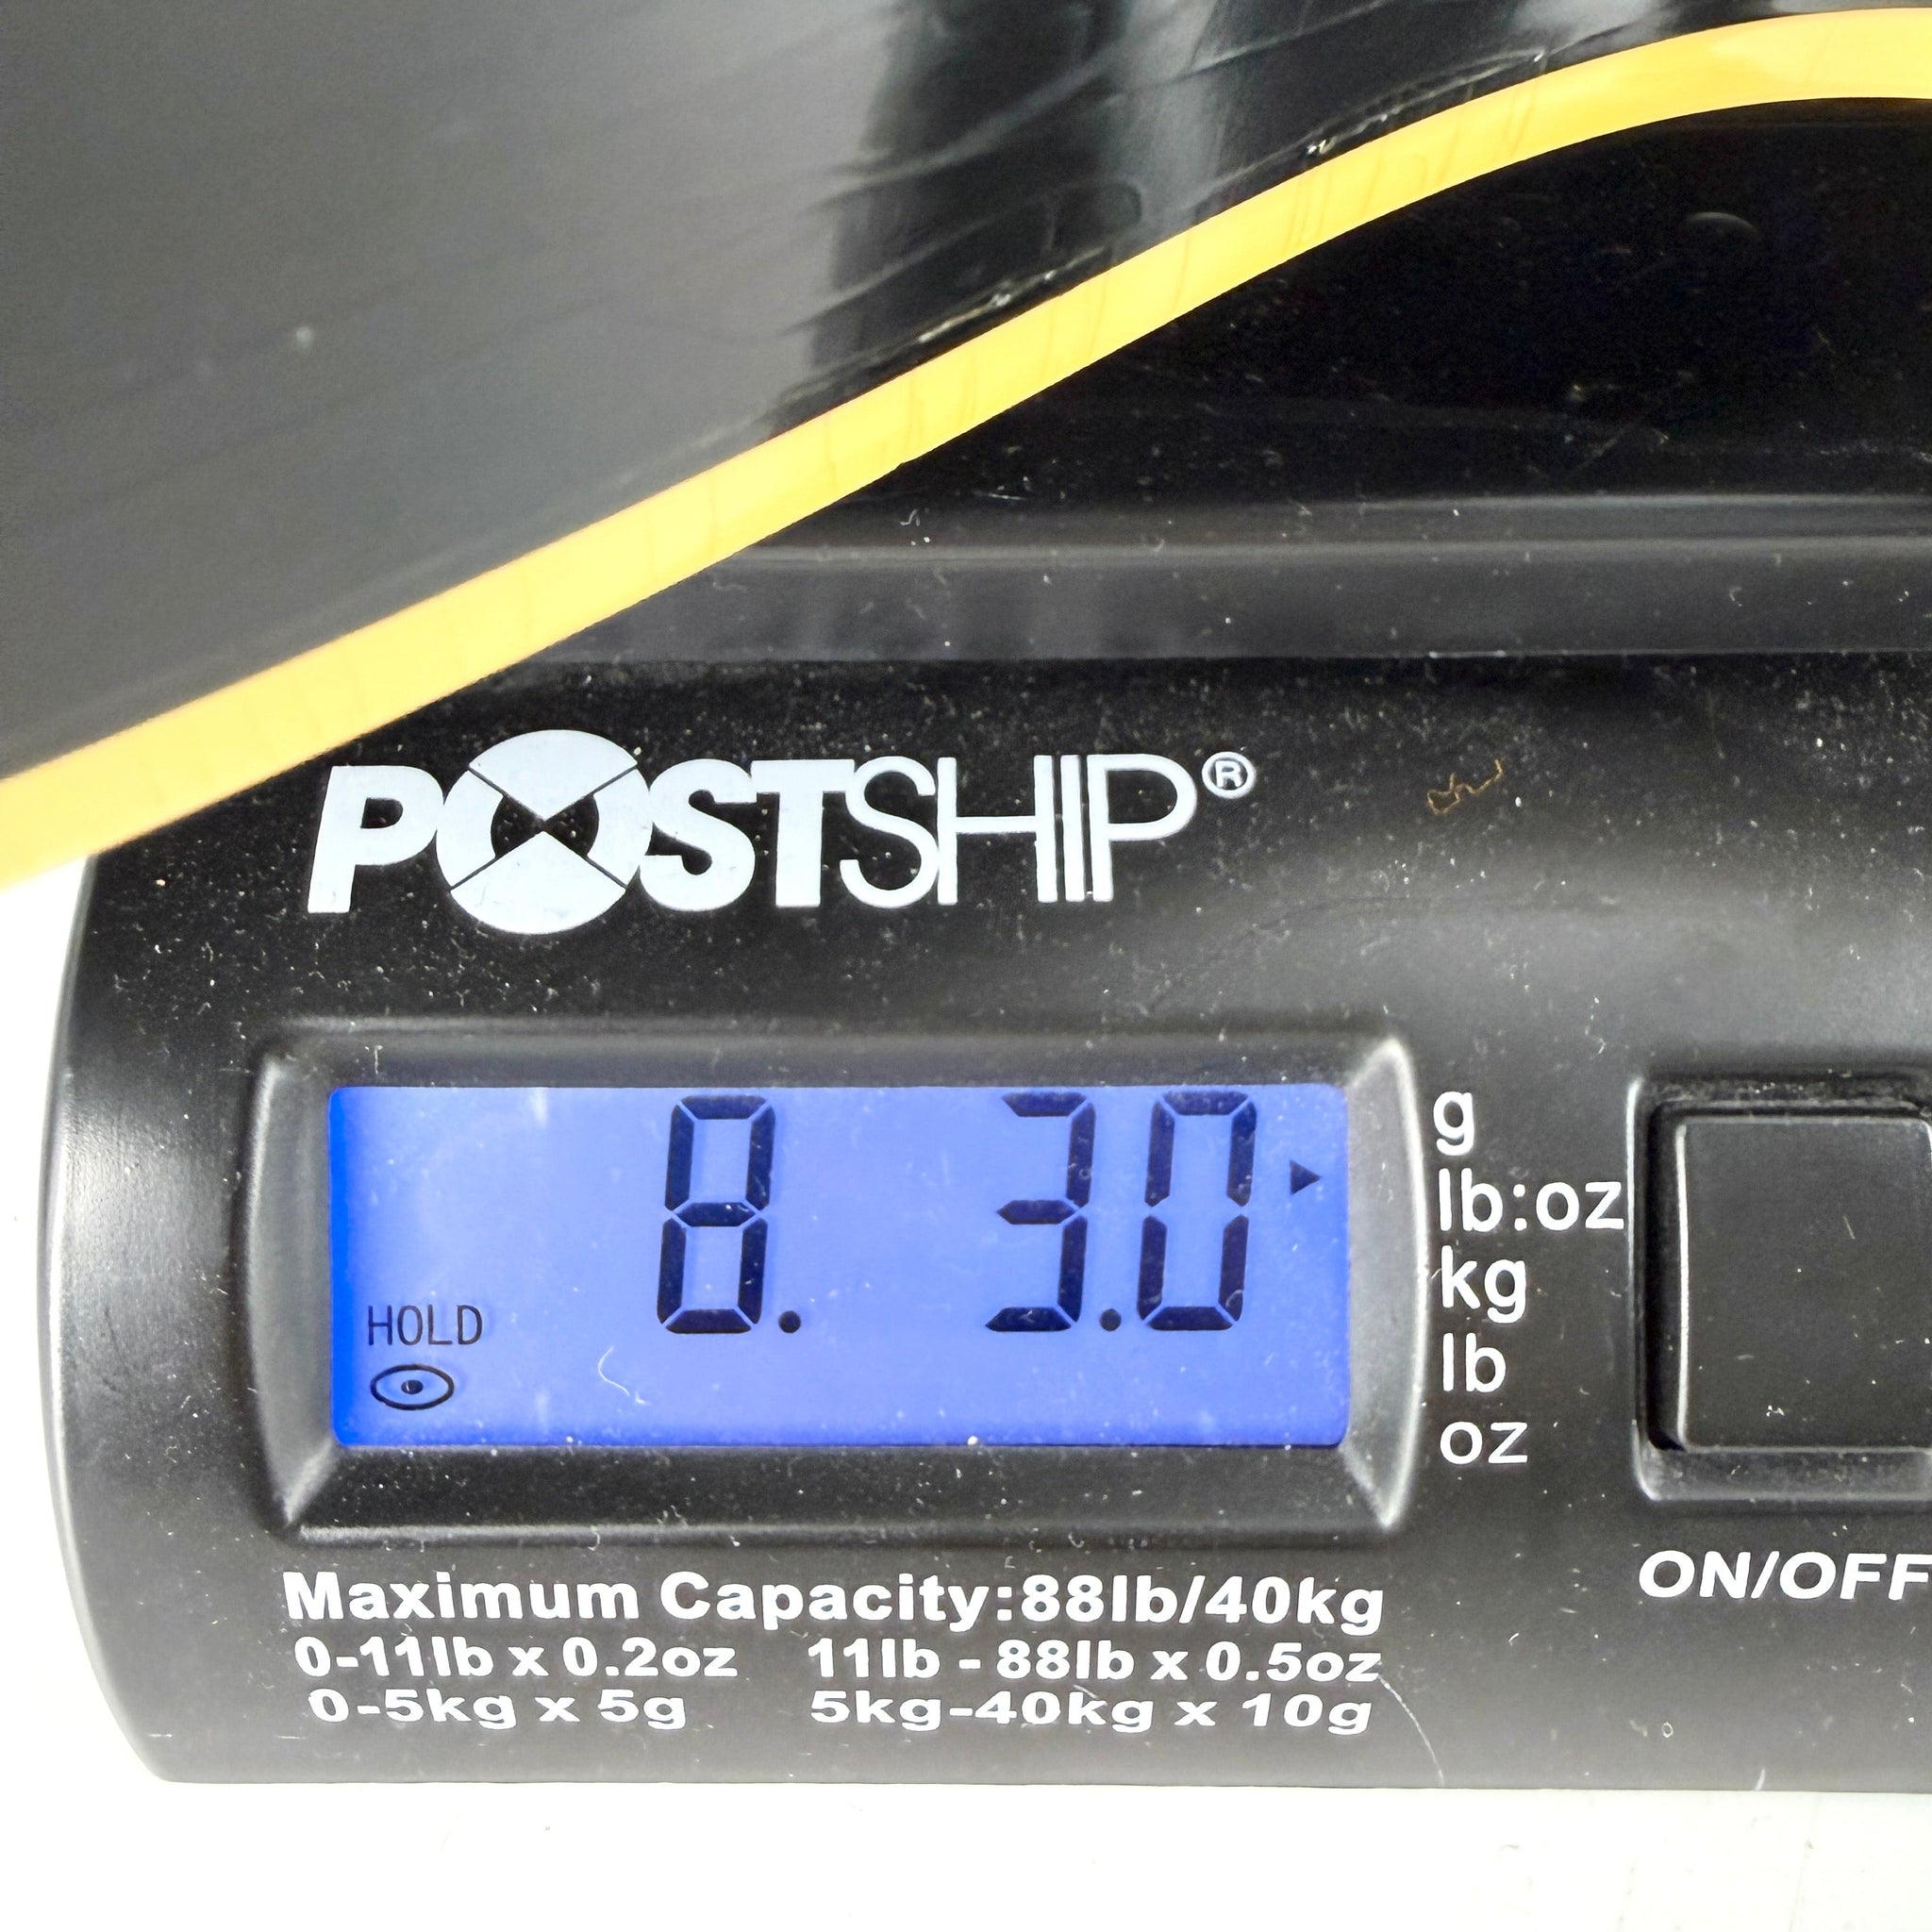 POSTSHIP®
8. 3.0
HOLD
g
lb:oz
kg
lb
oz
ON/OFF
Maximum Capacity:88lb/40kg
0-11lb x 0.2oz 11lb - 88lb x 0.5oz
0-5kg x 5g 5kg-40kg x 10g